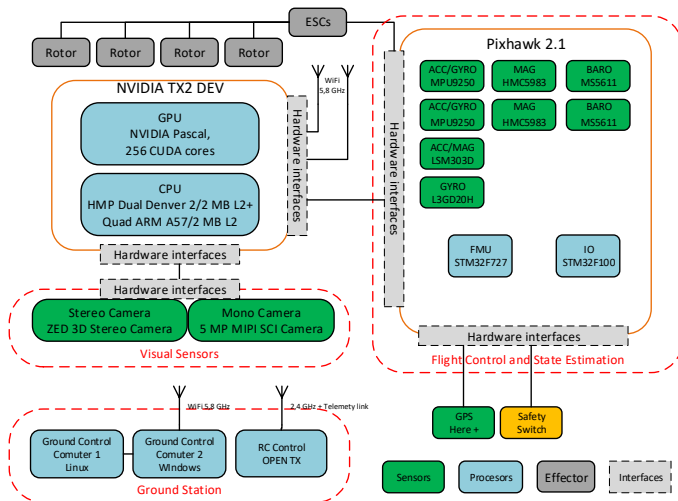 ESCs
Rotor
Rotor
Rotor
Rotor
WiFi
5,8 GHz
NVIDIA TX2 DEV
GPU
NVIDIA Pascal,
256 CUDA cores
CPU
HMP Dual Denver 2/2 MB L2+
Quad ARM A57/2 MB L2
Hardware interfaces
Hardware interfaces
Hardware interfaces
Stereo Camera
ZED 3D Stereo Camera
Mono Camera
5 MP MIPI SCI Camera
Visual Sensors
Hardware interfaces
Pixhawk 2.1
ACC/GYRO
MPU9250
MAG
HMC5983
BARO
MS5611
ACC/GYRO
MPU9250
MAG
HMC5983
BARO
MS5611
ACC/MAG
LSM303D
GYRO
L3GD20H
FMU
STM32F727
IO
STM32F100
Hardware interfaces
Flight Control and State Estimation
GPS
Here +
Safety
Switch
WiFi 5,8 GHz
2,4 GHz + Telemety link
Ground Control
Comuter 1
Linux
Ground Control
Comuter 2
WIndows
RC Control
OPEN TX
Ground Station
Sensors
Procesors
Effector
Interfaces